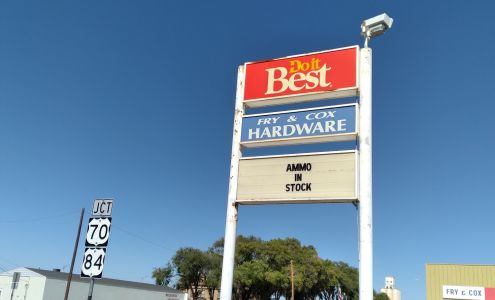 Do it
Best
FRY & COX
HARDWARE
AMMO
IN
STOCK
JCT
70
84
FRY & COX